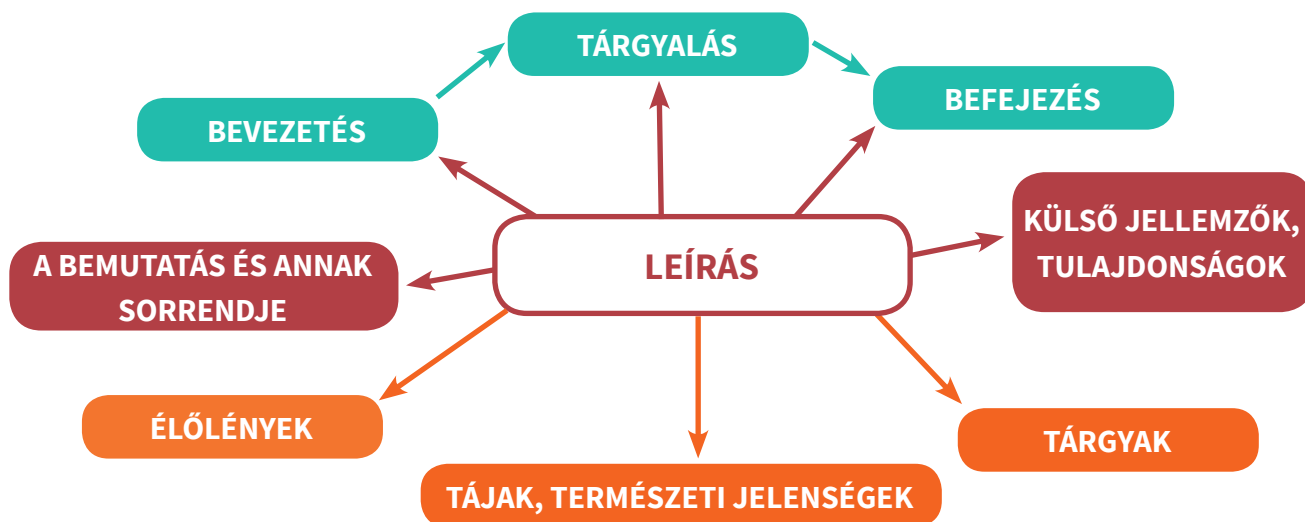 TÁRGYALÁS
BEFEJEZÉS
BEVEZETÉS
KÜLSŐ JELLEMZŐK,
TULAJDONSÁGOK
LEÍRÁS
A BEMUTATÁS ÉS ANNAK
SORRENDJE
ÉLŐLÉNYEK
TÁRGYAK
TÁJAK, TERMÉSZETI JELENSÉGEK